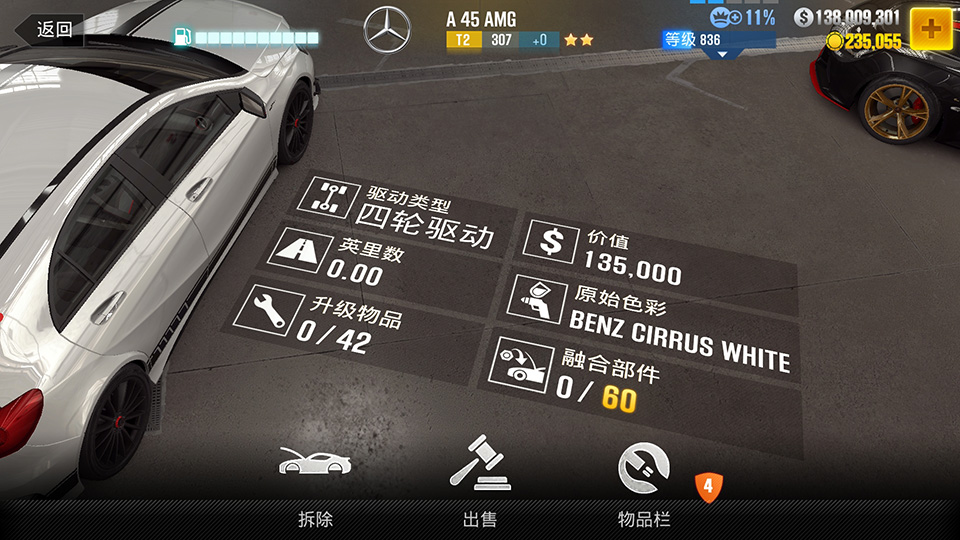 返回
A 45 AMG
T2 307 +0
11%
$ 138,009,301
等级 836
235,055
驱动类型
四轮驱动
英里数
0.00
升级物品
0/42
$ 价值
135,000
原始色彩
BENZ CIRRUS WHITE
融合部件
0/ 60
拆除
出售
物品栏
4